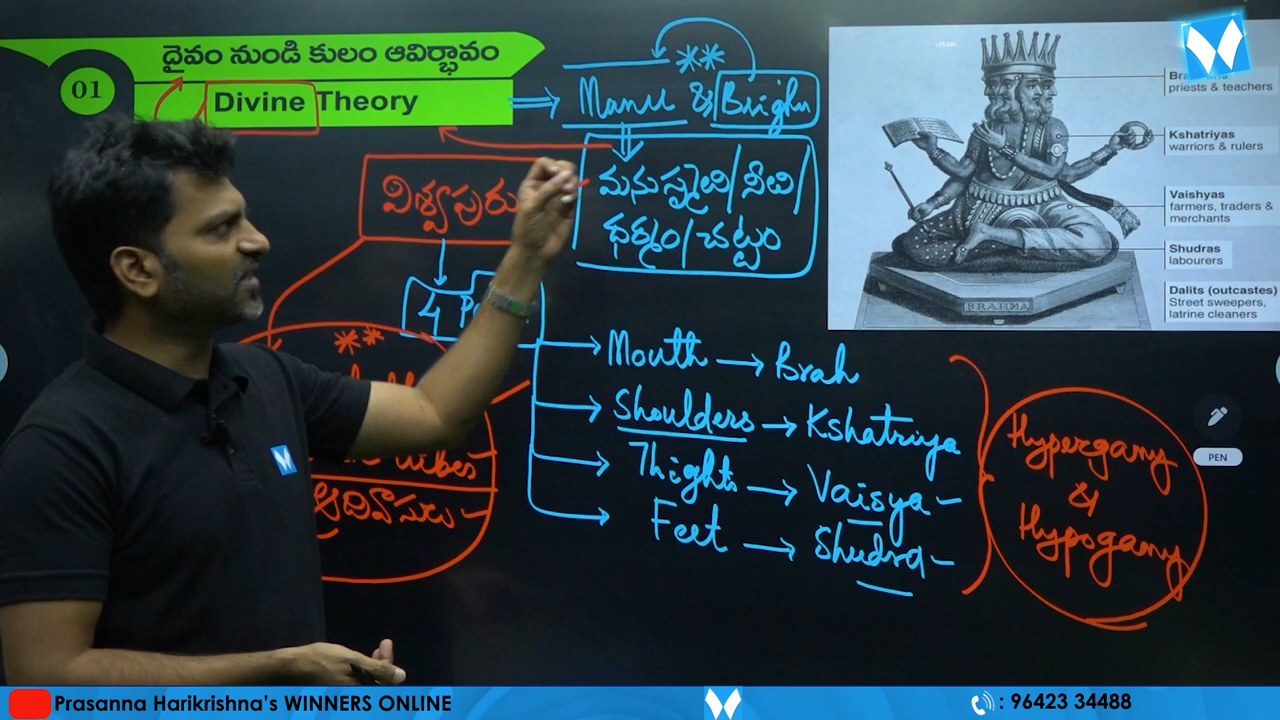 01
దైవం నుండి కులం ఆవిర్భావం
Divine Theory
Manu & Brighu
మనుస్మృతి/నీతి/
ధర్మం/చట్టం
విశ్వపురు
4 P
Mouth → Brah
Shoulders → Kshatriya
Thighs → Vaisya
Feet → Shudra
Hypergamy
&
Hypogamy
ఆదివాసులు
priests & teachers
Kshatriyas
warriors & rulers
Vaishyas
farmers, traders &
merchants
Shudras
labourers
Dalits (outcastes)
Street sweepers,
latrine cleaners
BRAHMA
PEN
Prasanna Harikrishna's WINNERS ONLINE
: 96423 34488